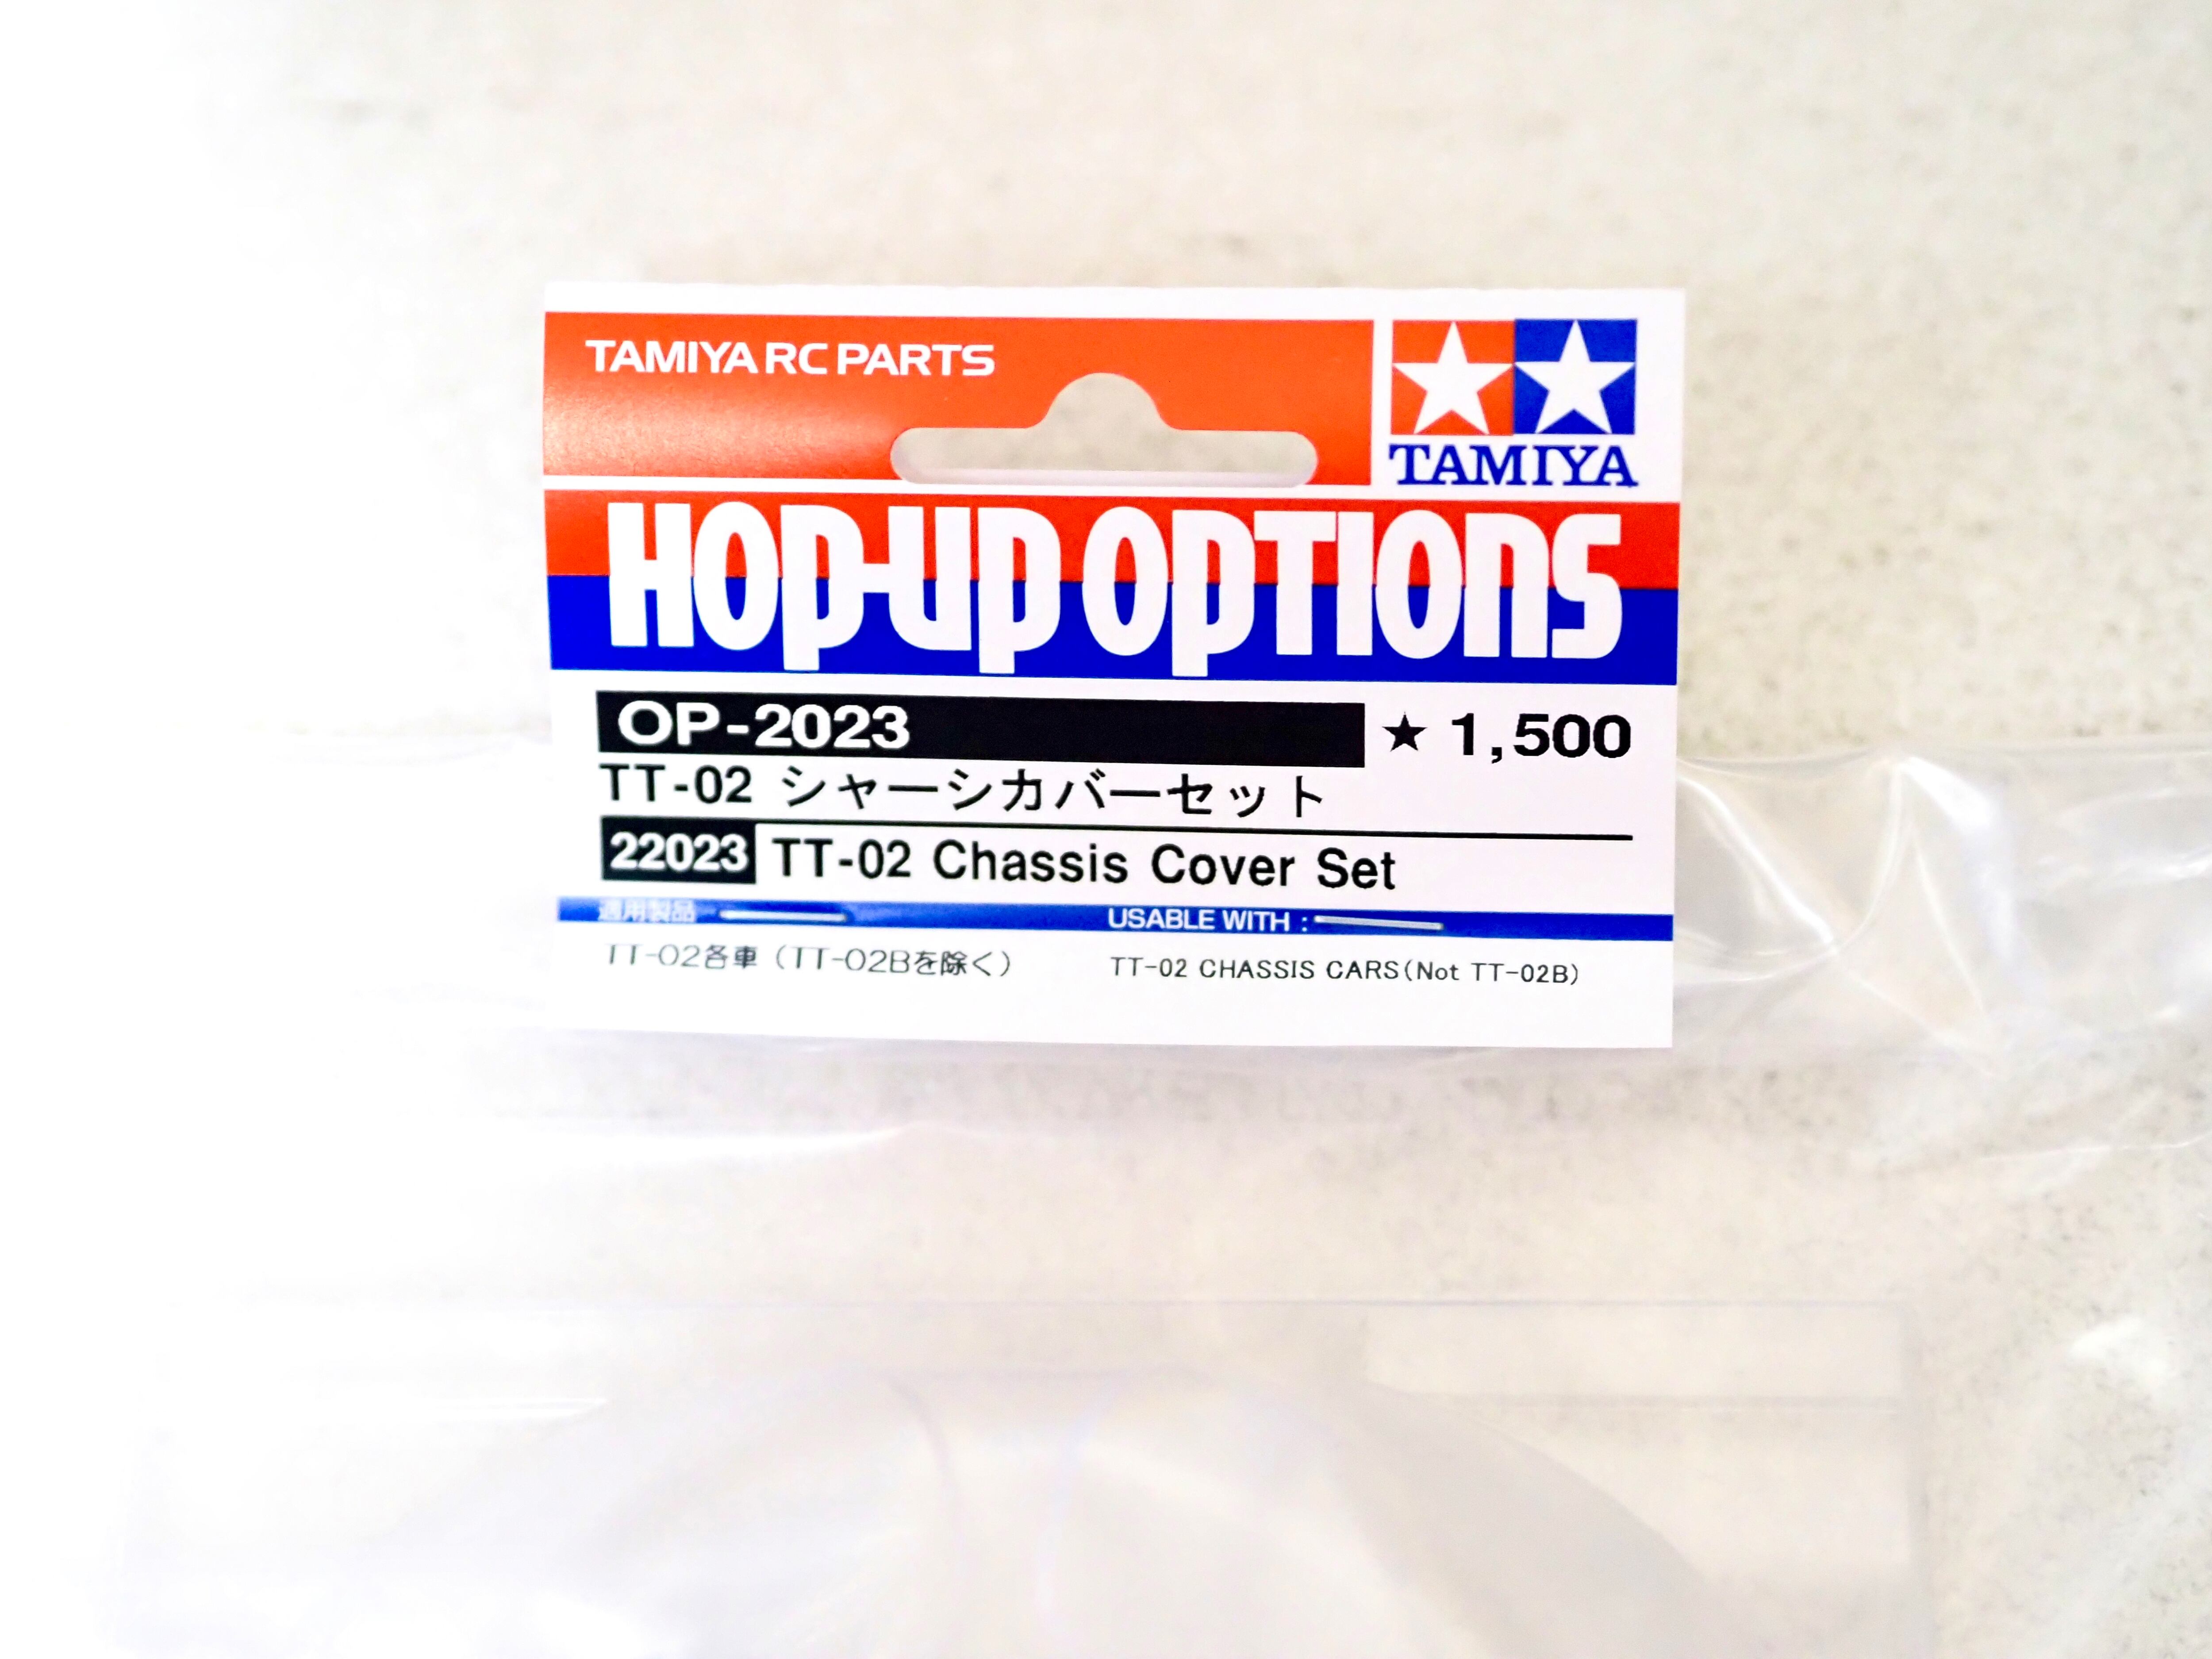 TAMIYA RC PARTS
TAMIYA
HOP-UP OPTIONS
OP-2023 ★ 1,500
TT-02 シャーシカバーセット
22023 TT-02 Chassis Cover Set
適用製品 USABLE WITH :
TT-02各車（TT-02Bを除く） TT-02 CHASSIS CARS(Not TT-02B)